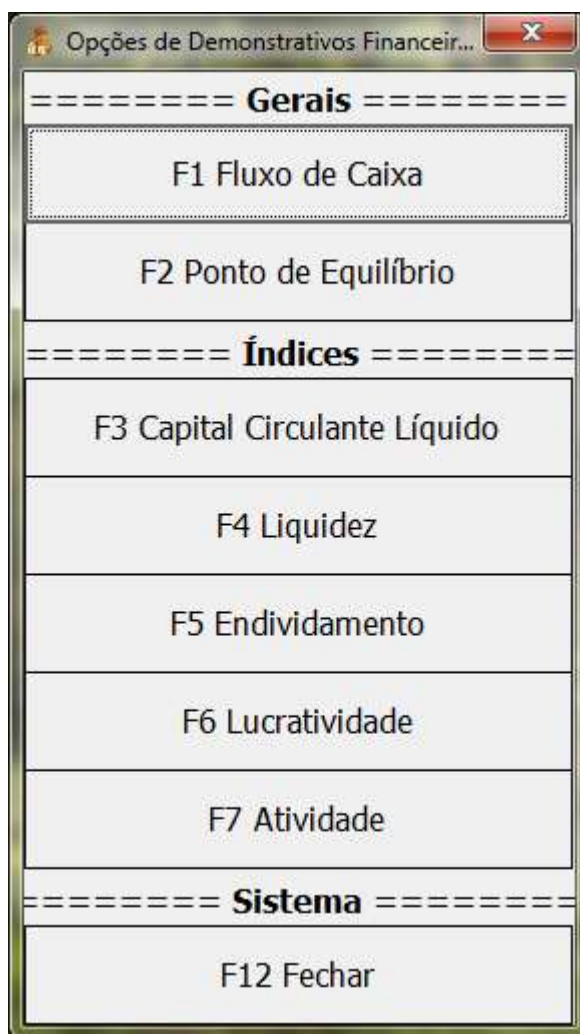 Opções de Demonstrativos Financeir...
======== Gerais ========
F1 Fluxo de Caixa
F2 Ponto de Equilíbrio
======== Índices ========
F3 Capital Circulante Líquido
F4 Liquidez
F5 Endividamento
F6 Lucratividade
F7 Atividade
======== Sistema ========
F12 Fechar